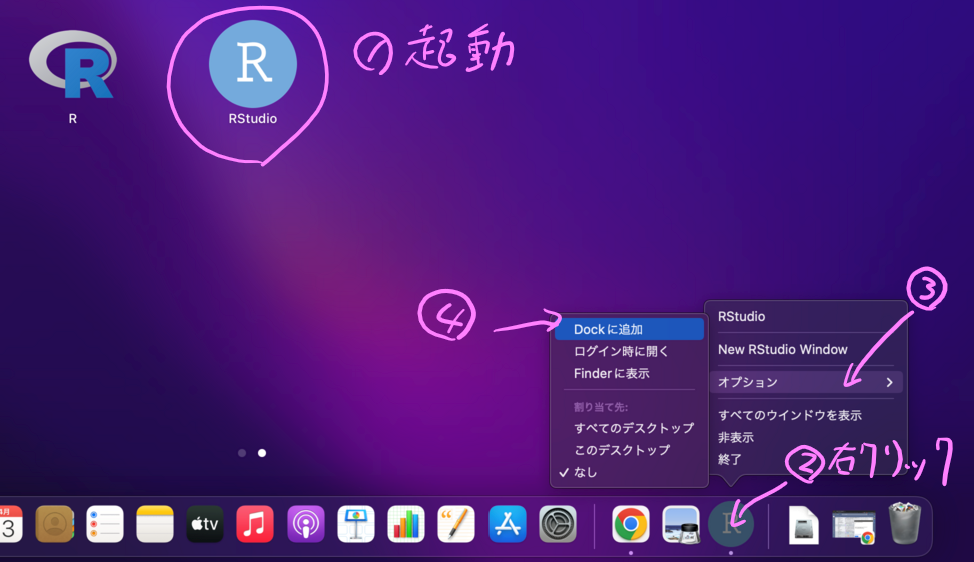 ①起動
R
R
RStudio
③
④
RStudio
Dockに追加
New RStudio Window
ログイン時に開く
Finderに表示
オプション
割り当て先:
すべてのウインドウを表示
すべてのデスクトップ
非表示
このデスクトップ
②右クリック
終了
✓ なし
4月
3
tv
R